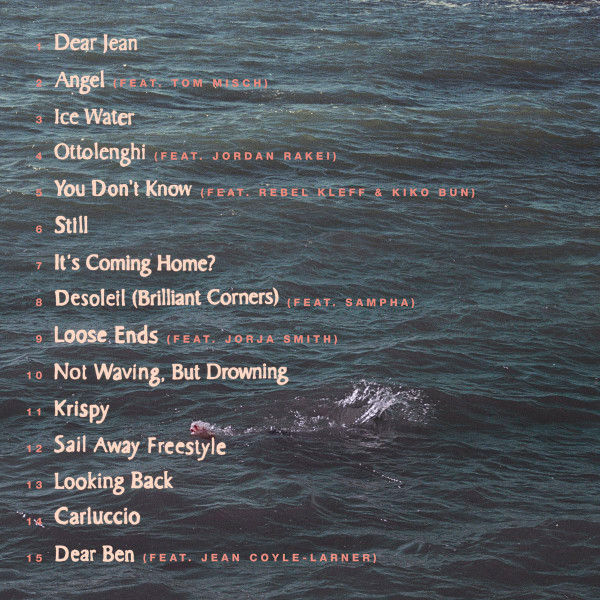 1 Dear Jean
2 Angel (FEAT. TOM MISCH)
3 Ice Water
4 Ottolenghi (FEAT. JORDAN RAKEI)
5 You Don't Know (FEAT. REBEL KLEFF & KIKO BUN)
6 Still
7 It's Coming Home?
8 Desoleil (Brilliant Corners) (FEAT. SAMPHA)
9 Loose Ends (FEAT. JORJA SMITH)
10 Not Waving, But Drowning
11 Krispy
12 Sail Away Freestyle
13 Looking Back
14 Carluccio
15 Dear Ben (FEAT. JEAN COYLE-LARNER)